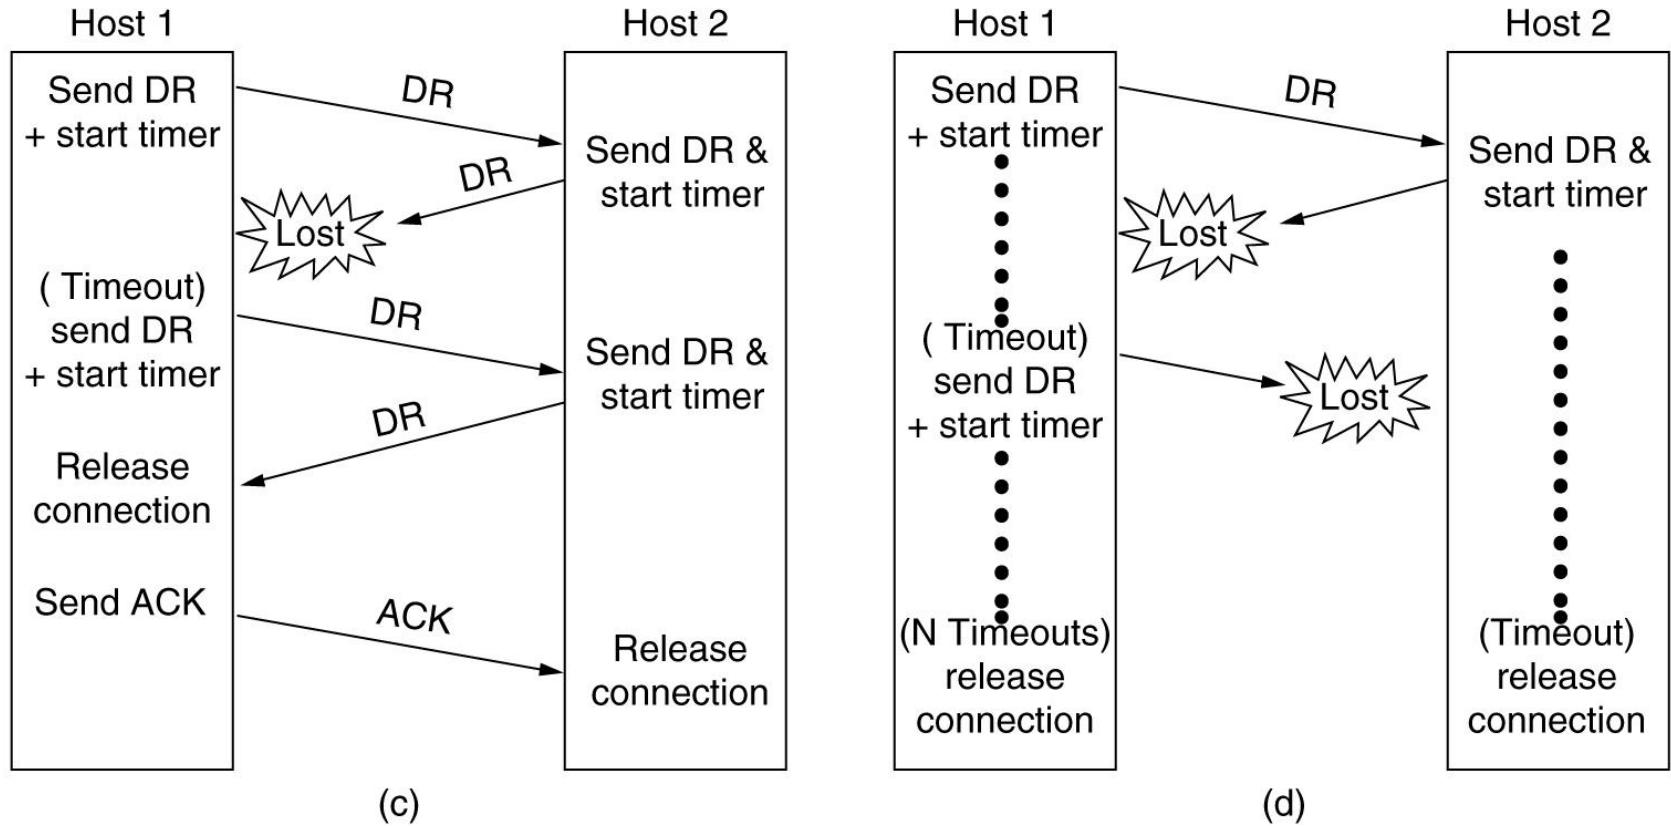 Host 1
Host 2
Send DR
+ start timer
DR
Send DR &
start timer
DR
Lost
( Timeout)
send DR
+ start timer
DR
Send DR &
start timer
DR
Release
connection
Send ACK
ACK
Release
connection
(c)
Host 1
Host 2
Send DR
+ start timer
DR
Send DR &
start timer
Lost
( Timeout)
send DR
+ start timer
Lost
(N Timeouts)
release
connection
(Timeout)
release
connection
(d)